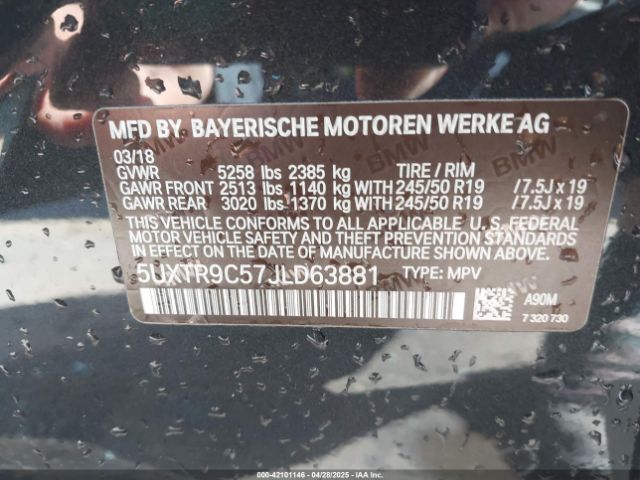 MFD BY BAYERISCHE MOTOREN WERKE AG
03/18
GVWR 5258 lbs 2385 kg TIRE / RIM
GAWR FRONT 2513 lbs 1140 kg WITH 245/50 R19 /7.5J x 19
GAWR REAR 3020 lbs 1370 kg WITH 245/50 R19 /7.5J x 19
THIS VEHICLE CONFORMS TO ALL APPLICABLE U.S. FEDERAL
MOTOR VEHICLE SAFETY, BUMPER, AND THEFT PREVENTION
STANDARDS IN EFFECT ON THE DATE OF MANUFACTURE SHOWN ABOVE.
5UXTR9C57JLD63881 TYPE: MPV
A90M
7 320 730
000-42101146 - 04/28/2025 - IAAI.com